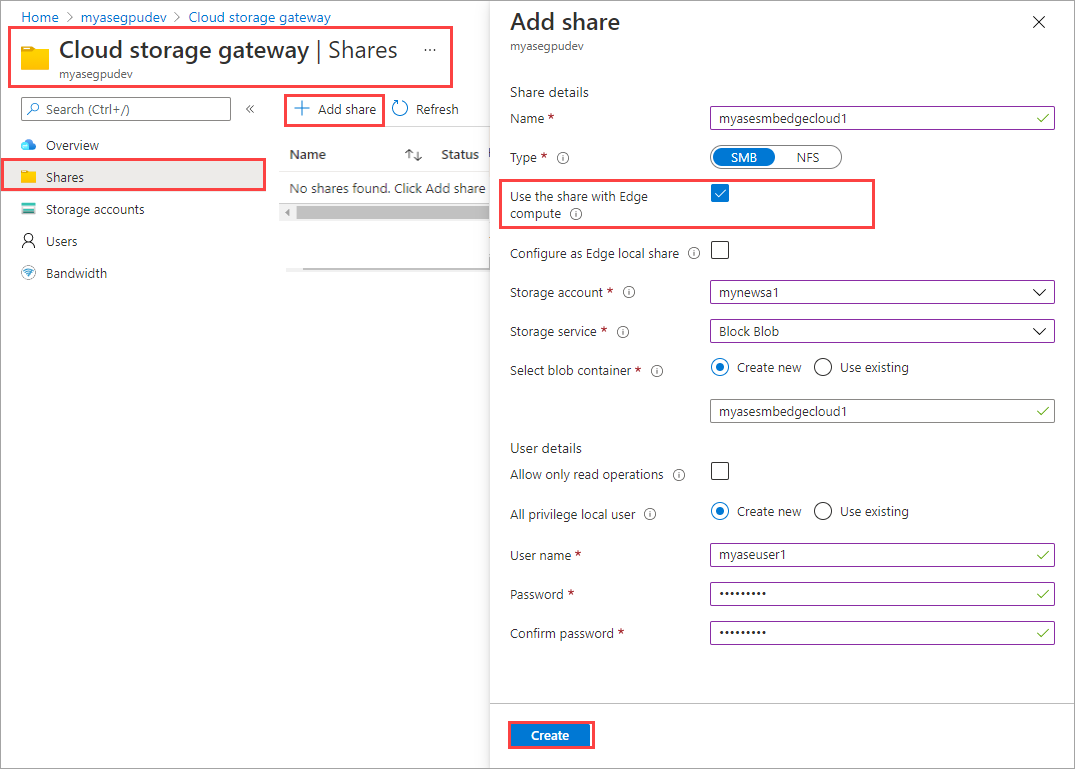 Home > myasegpudev > Cloud storage gateway
Cloud storage gateway | Shares ...
myasegpudev
Search (Ctrl+/) «
Overview
Shares
Storage accounts
Users
Bandwidth
+ Add share Refresh
Name Status
No shares found. Click Add share
Add share
myasegpudev
Share details
Name * myasesmbedgecloud1
Type * SMB NFS
Use the share with Edge
compute
Configure as Edge local share
Storage account * mynewsa1
Storage service * Block Blob
Select blob container * Create new Use existing
myasesmbedgecloud1
User details
Allow only read operations
All privilege local user Create new Use existing
User name * myaseuser1
Password * •••••••••
Confirm password * •••••••••
Create